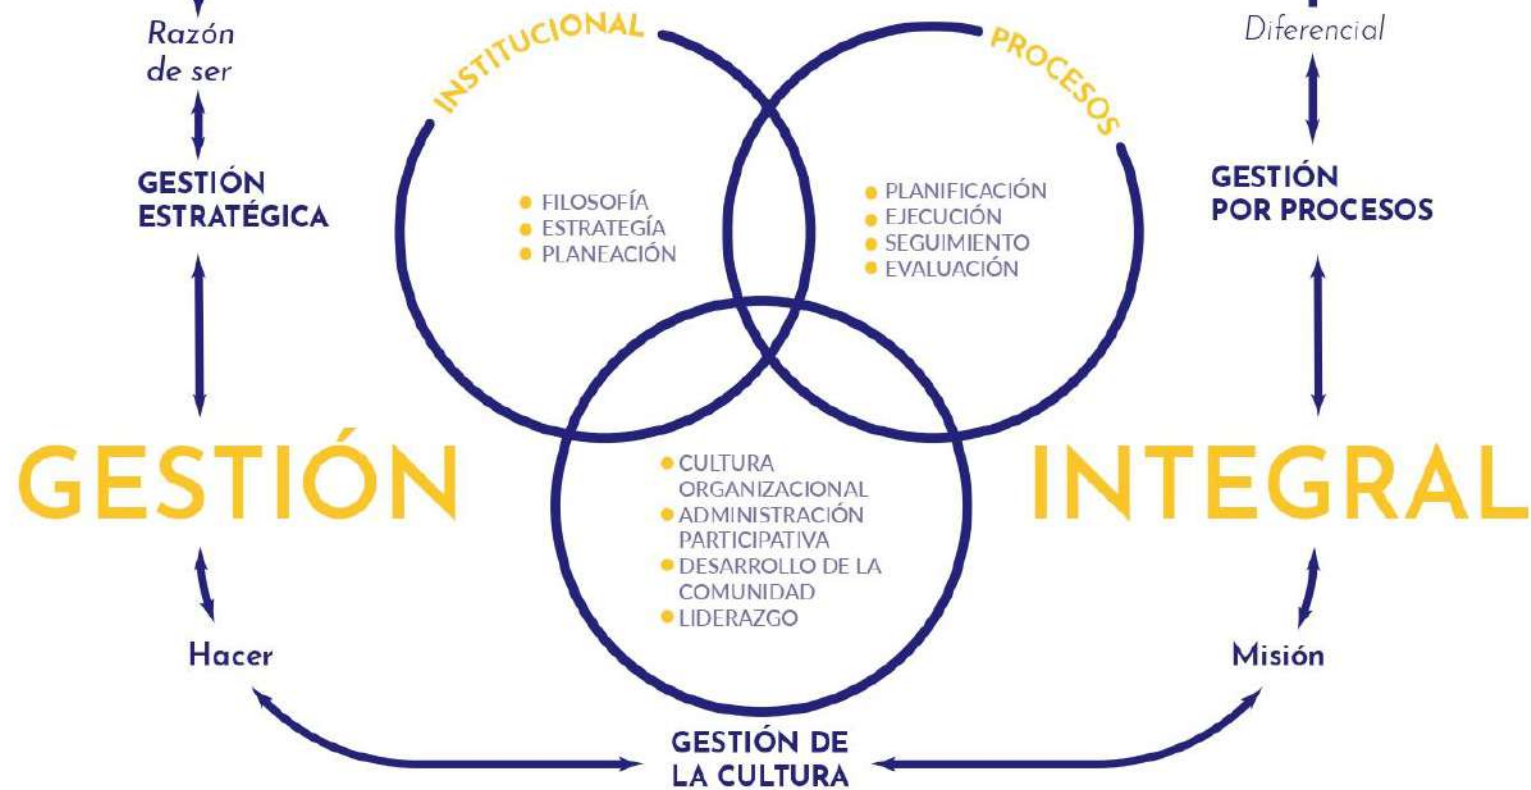 Razón
de ser
INSTITUCIONAL
PROCESOS
Diferencial
GESTIÓN
ESTRATÉGICA
FILOSOFÍA
ESTRATEGÍA
PLANEACIÓN
PLANIFICACIÓN
EJECUCIÓN
SEGUIMIENTO
EVALUACIÓN
GESTIÓN
POR PROCESOS
GESTIÓN
INTEGRAL
CULTURA
ORGANIZACIONAL
ADMINISTRACIÓN
PARTICIPATIVA
DESARROLLO DE LA
COMUNIDAD
LIDERAZGO
Hacer
Misión
GESTIÓN DE
LA CULTURA